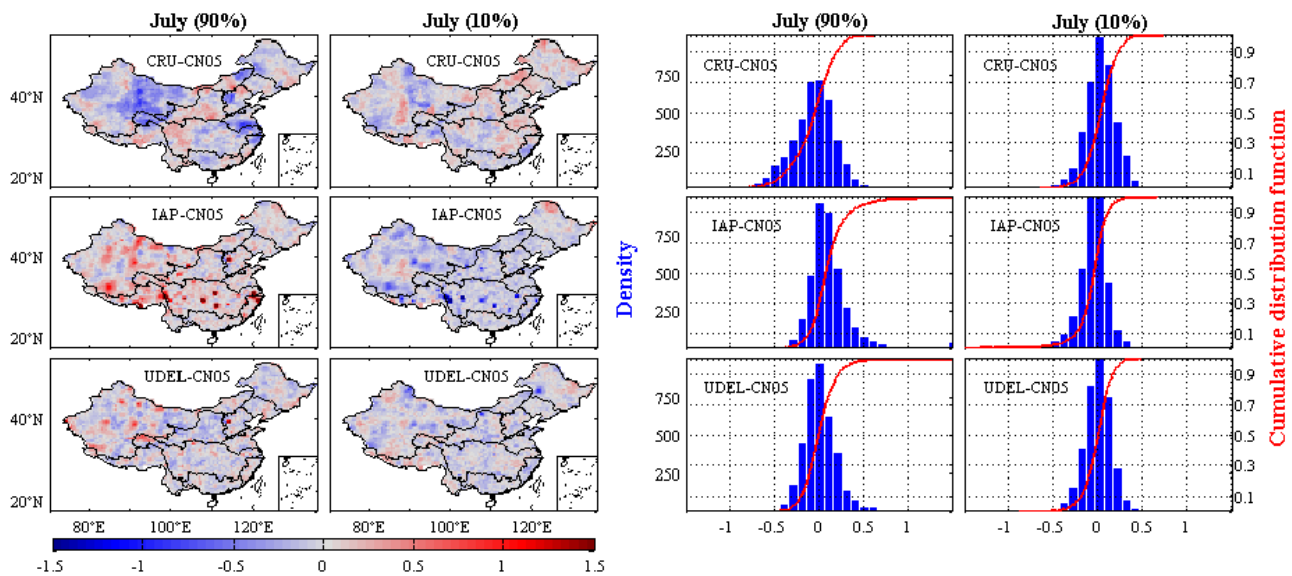 July (90%) July (10%) July (90%) July (10%)
CRU-CN05 CRU-CN05 CRU-CN05 CRU-CN05
40°N 750 500 250 0.9 0.7 0.5 0.3 0.1
20°N
IAP-CN05 IAP-CN05 IAP-CN05 IAP-CN05
40°N 750 500 250 0.9 0.7 0.5 0.3 0.1
20°N
UDEL-CN05 UDEL-CN05 UDEL-CN05 UDEL-CN05
40°N 750 500 250 0.9 0.7 0.5 0.3 0.1
20°N
Density
Cumulative distribution function
80°E 100°E 120°E 80°E 100°E 120°E
-1 -0.5 0 0.5 1 -1 -0.5 0 0.5 1
-1.5 -1 -0.5 0 0.5 1 1.5